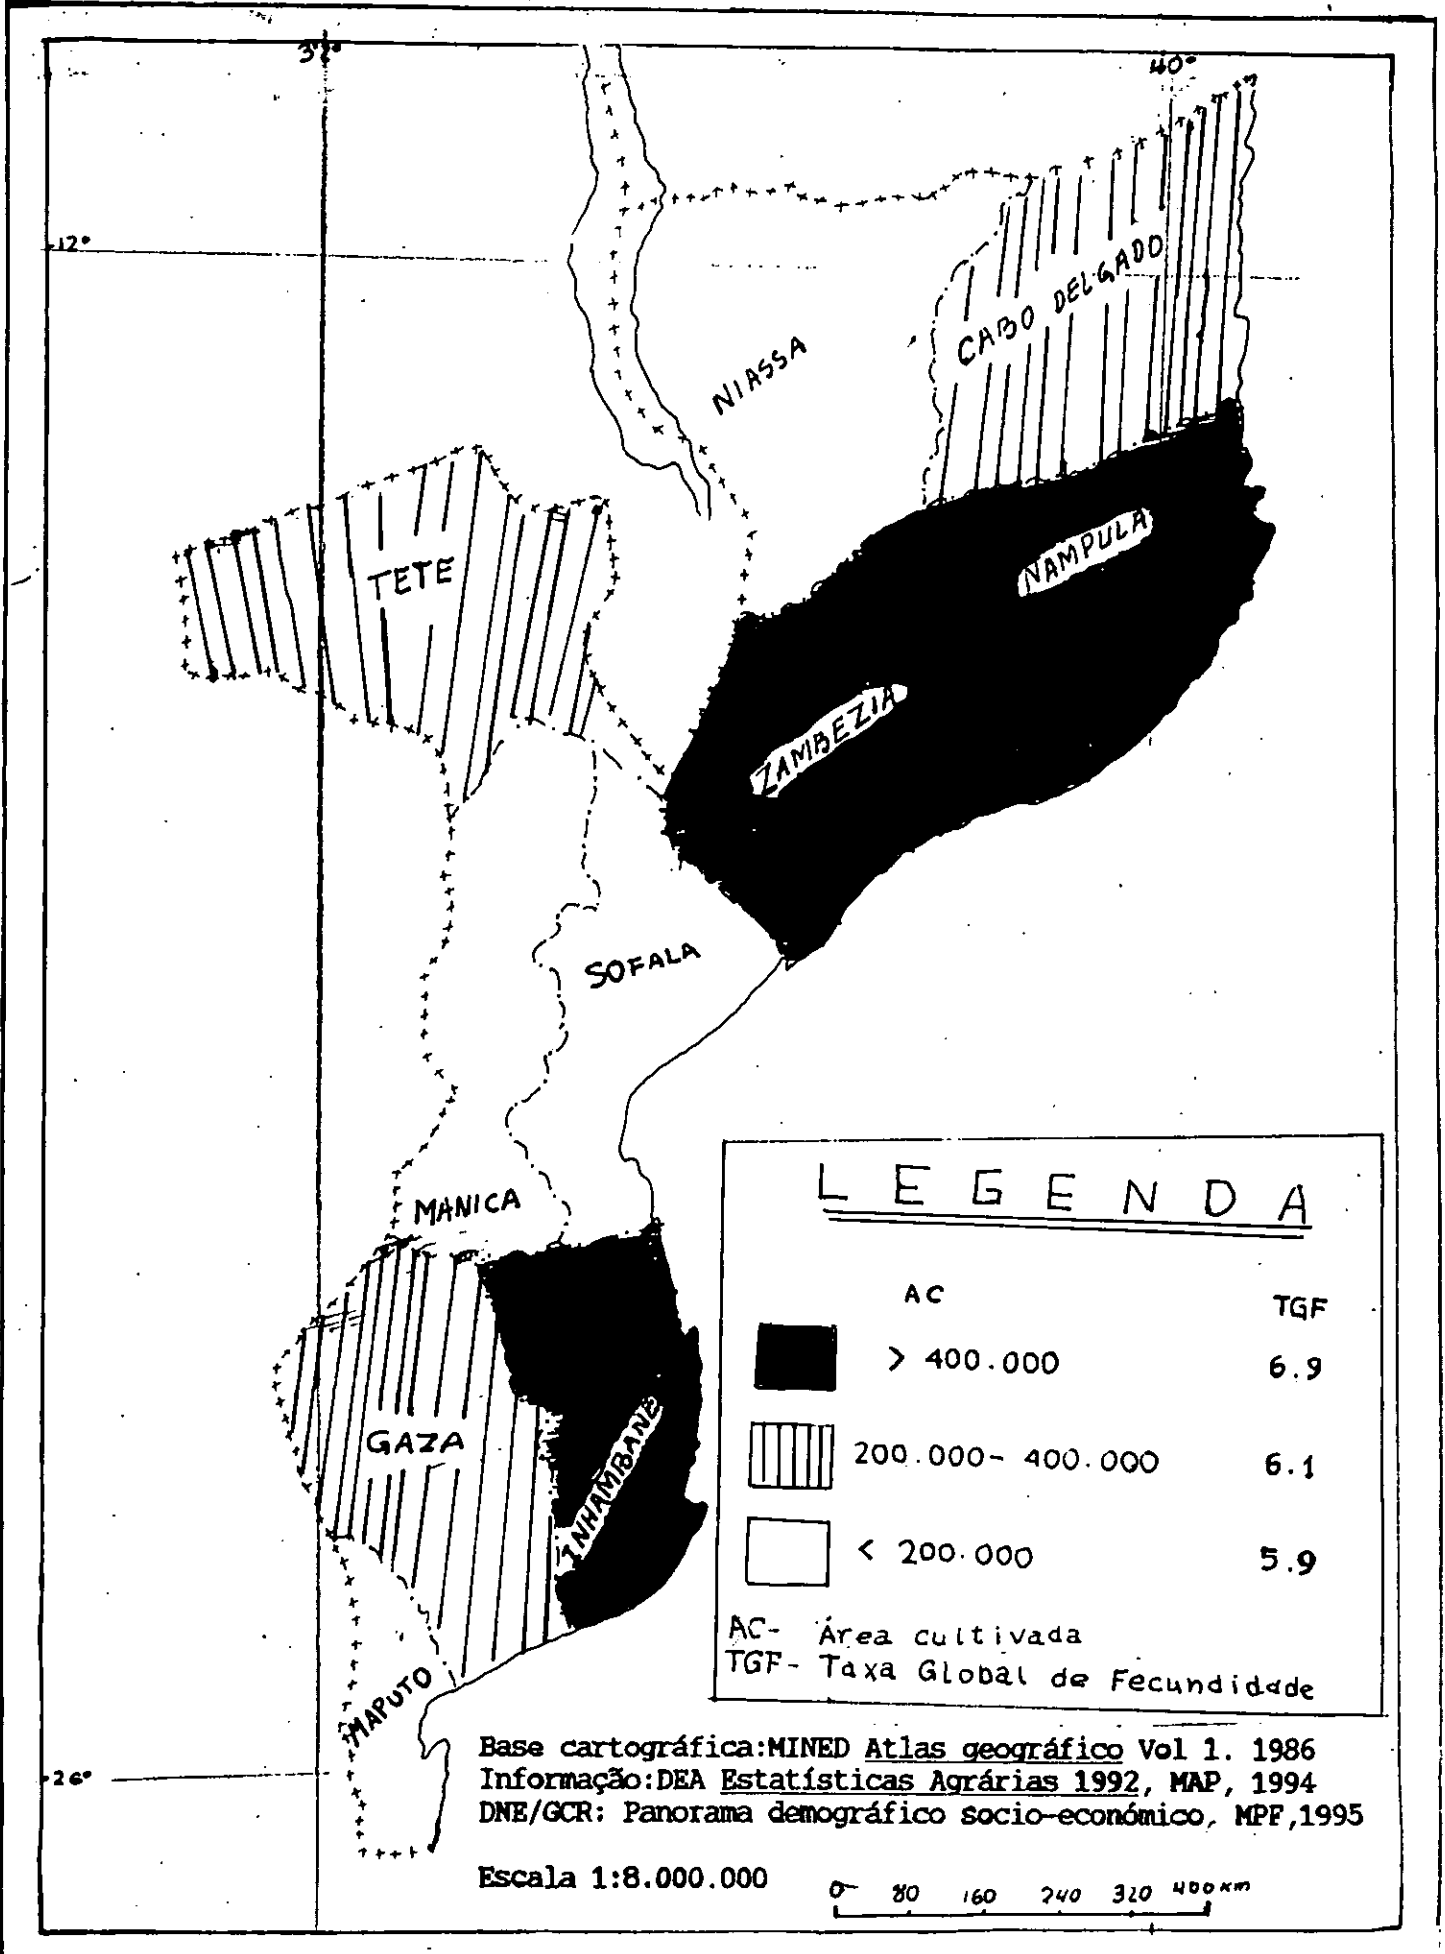 32° 40°
12°
NIASSA
CABO DELGADO
NAMPULA
TETE
ZAMBEZIA
SOFALA
MANICA
GAZA
INHAMBANE
MAPUTO
26°
LEGENDA
AC TGF
> 400.000 6.9
200.000- 400.000 6.1
< 200.000 5.9
AC- Área cultivada
TGF- Taxa Global de Fecundidade
Base cartográfica:MINED Atlas geográfico Vol 1. 1986
Informação:DEA Estatísticas Agrárias 1992, MAP, 1994
DNE/GCR: Panorama demográfico socio-económico, MPF,1995
Escala 1:8.000.000
0 80 160 240 320 400km